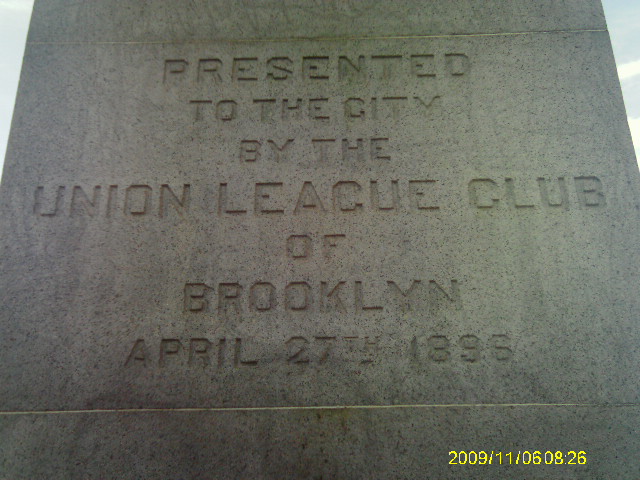 PRESENTED
TO THE CITY
BY THE
UNION LEAGUE CLUB
OF
BROOKLYN
APRIL 27TH 1896
2009/11/06 08:26